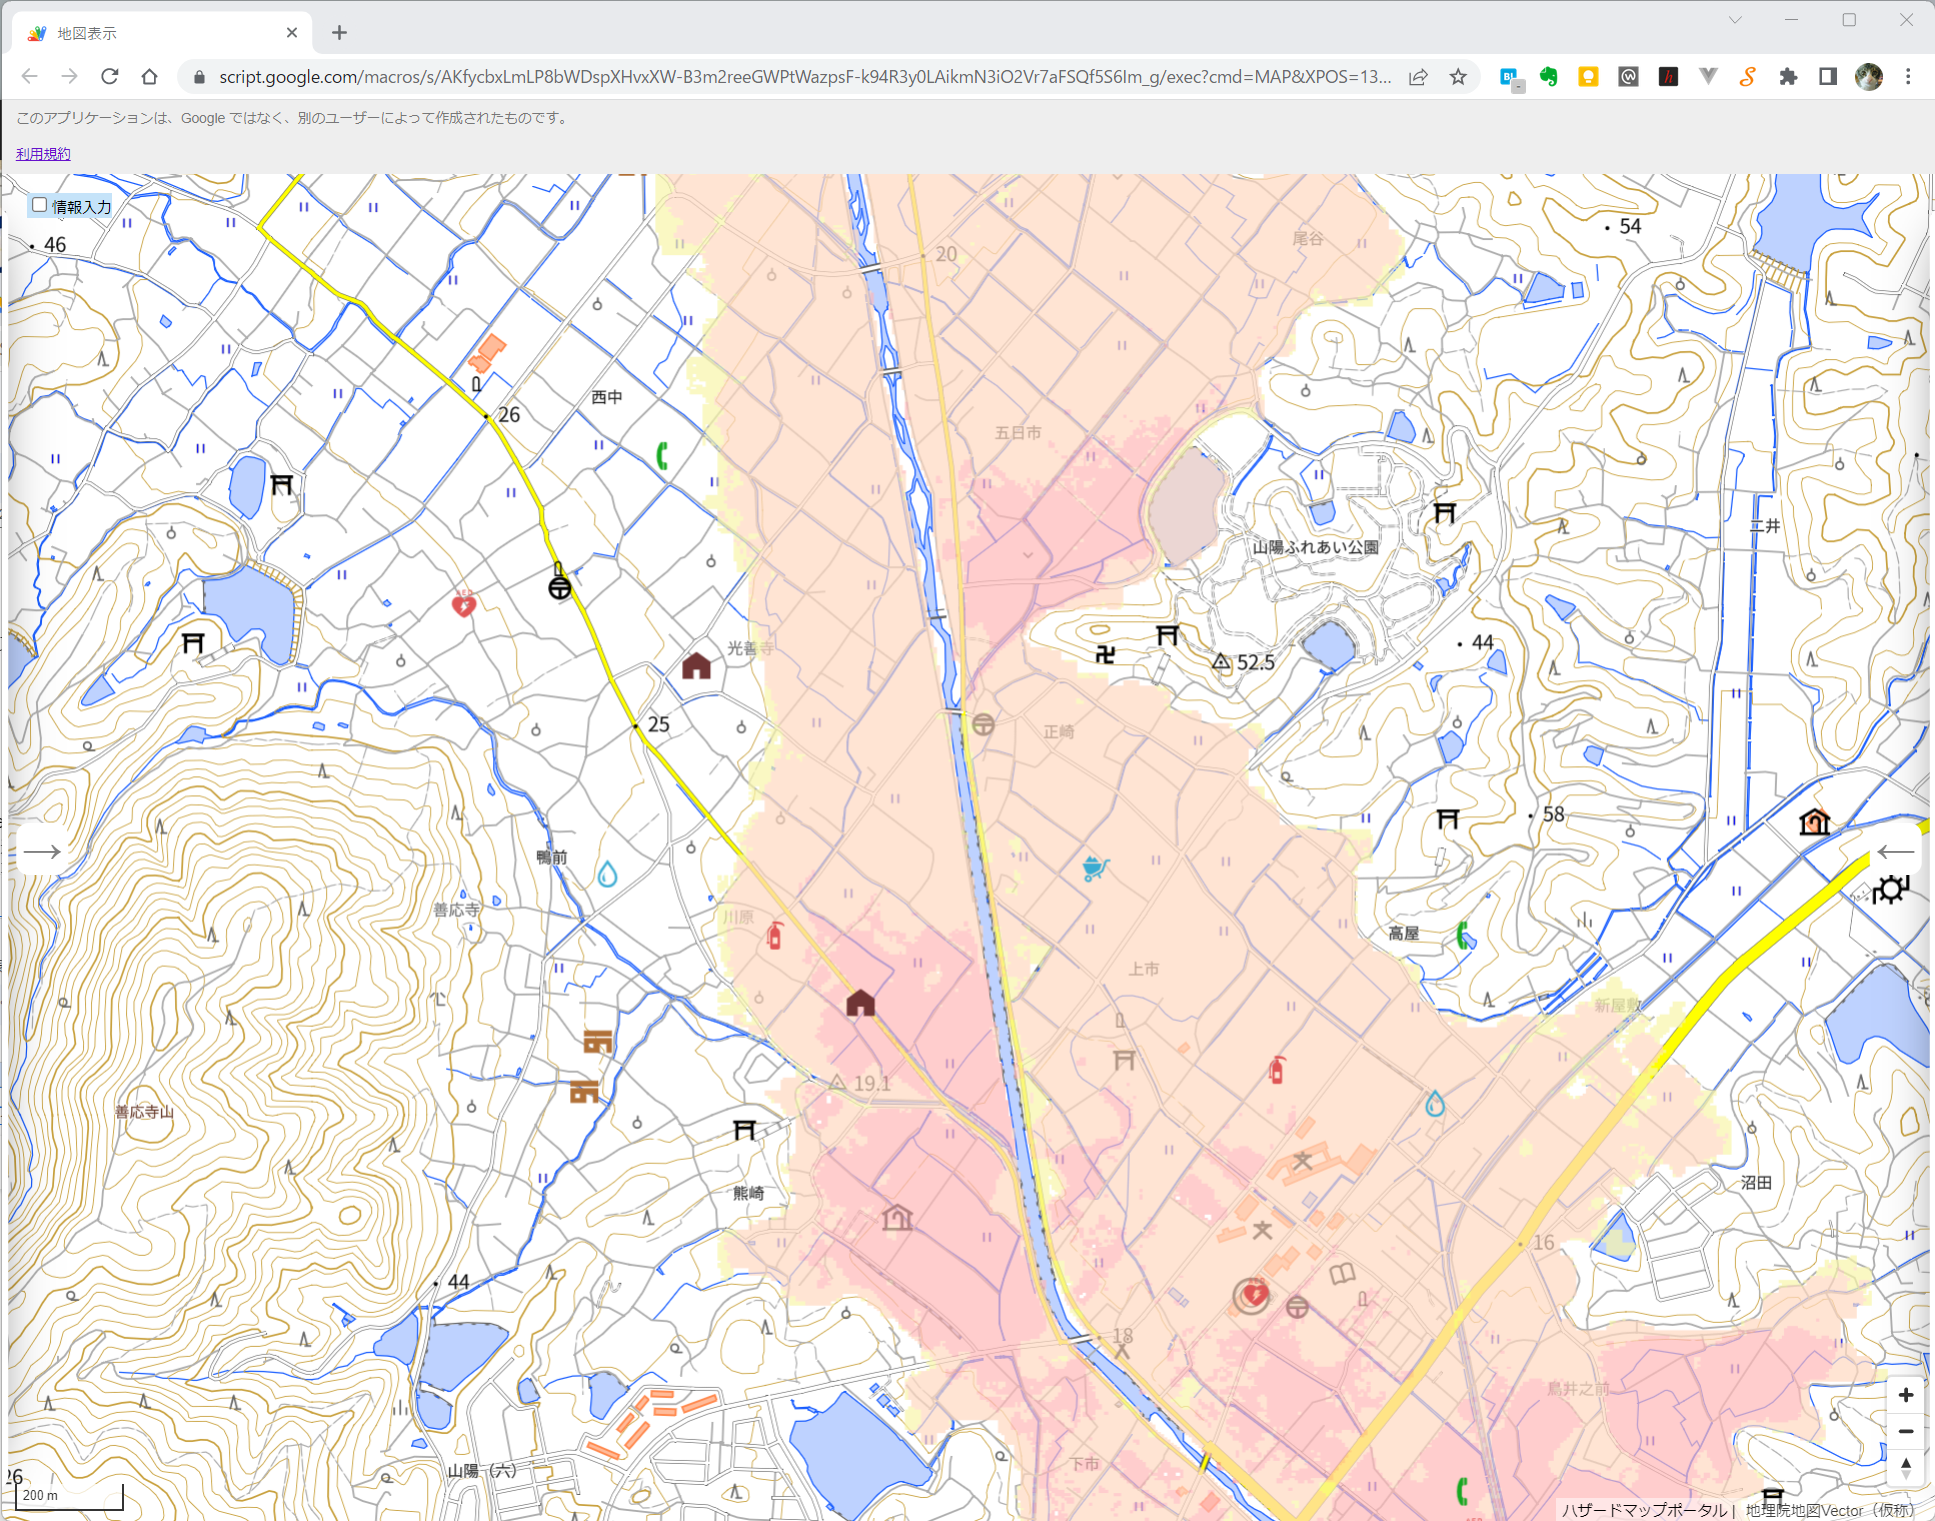 地図表示
script.google.com/macros/s/AKfycbxLmLP8bWDspXHvxXW-B3m2reeGWPtWazpsF-k94R3y0LAikmN3iO2Vr7aFSQf5S6Im_g/exec?cmd=MAP&XPOS=13...
このアプリケーションは、Google ではなく、別のユーザーによって作成されたものです。
利用規約
情報入力
54
尾谷
46
20
西中
26
五日市
二井
山陽ふれあい公園
44
光善寺
52.5
25
正崎
58
鴨前
善応寺
川原
高屋
上市
新屋敷
19.1
善応寺山
沼田
熊崎
16
44
18
鳥井之前
下市
山陽（六）
26
200 m
ハザードマップポータル | 地理院地図Vector（仮称）